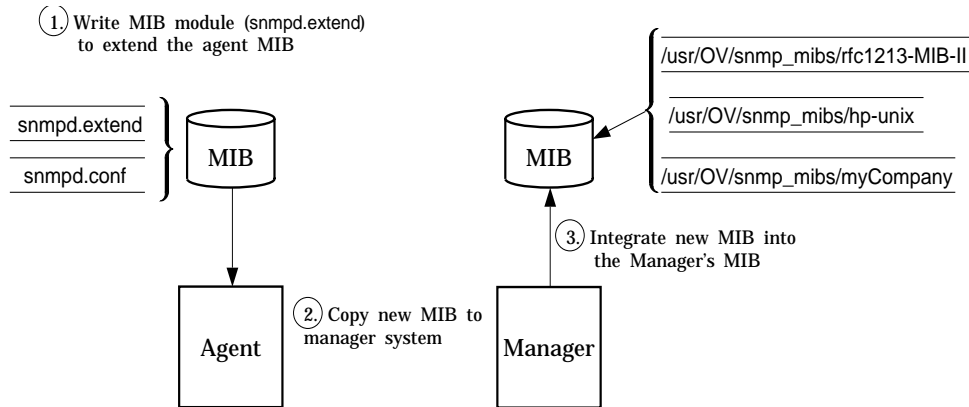 1. Write MIB module (snmpd.extend)
to extend the agent MIB
/usr/OV/snmp_mibs/rfc1213-MIB-II
snmpd.extend
MIB
MIB
/usr/OV/snmp_mibs/hp-unix
snmpd.conf
/usr/OV/snmp_mibs/myCompany
3. Integrate new MIB into
the Manager's MIB
2. Copy new MIB to
manager system
Agent
Manager